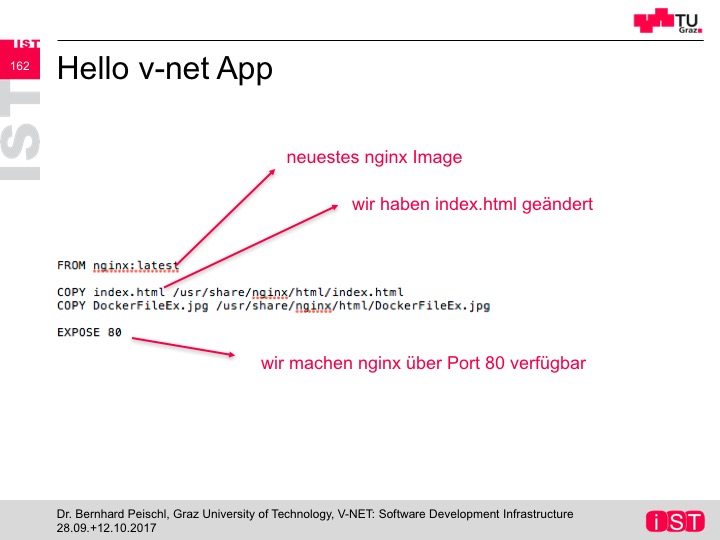 TU
Graz
IST
162
IST
Hello v-net App
neuestes nginx Image
wir haben index.html geändert
FROM nginx:latest
COPY index.html /usr/share/nginx/html/index.html
COPY DockerFileEx.jpg /usr/share/nginx/html/DockerFileEx.jpg
EXPOSE 80
wir machen nginx über Port 80 verfügbar
Dr. Bernhard Peischl, Graz University of Technology, V-NET: Software Development Infrastructure
28.09.+12.10.2017
iST